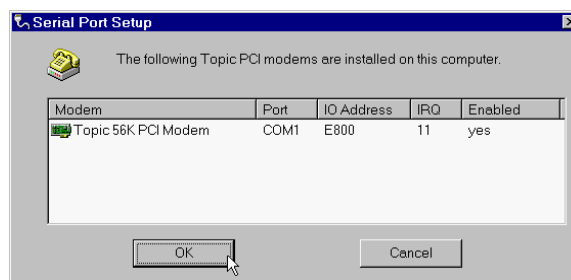 Serial Port Setup
The following Topic PCI modems are installed on this computer.
Modem Port IO Address IRQ Enabled
Topic 56K PCI Modem COM1 E800 11 yes
OK Cancel